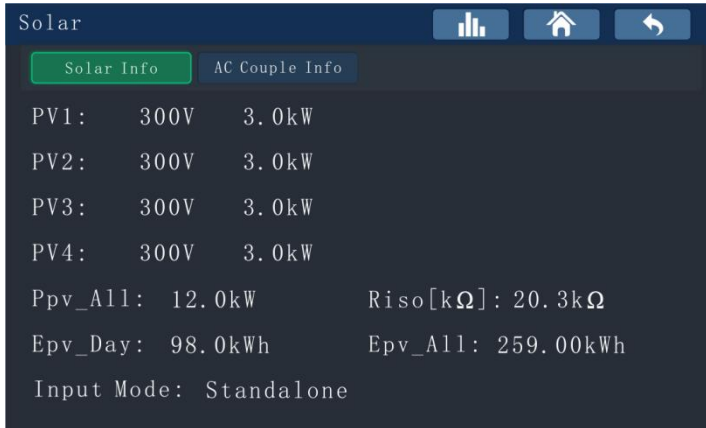 Solar
Solar Info AC Couple Info
PV1: 300V 3.0kW
PV2: 300V 3.0kW
PV3: 300V 3.0kW
PV4: 300V 3.0kW
Ppv_All: 12.0kW Riso[kΩ]: 20.3kΩ
Epv_Day: 98.0kWh Epv_All: 259.00kWh
Input Mode: Standalone